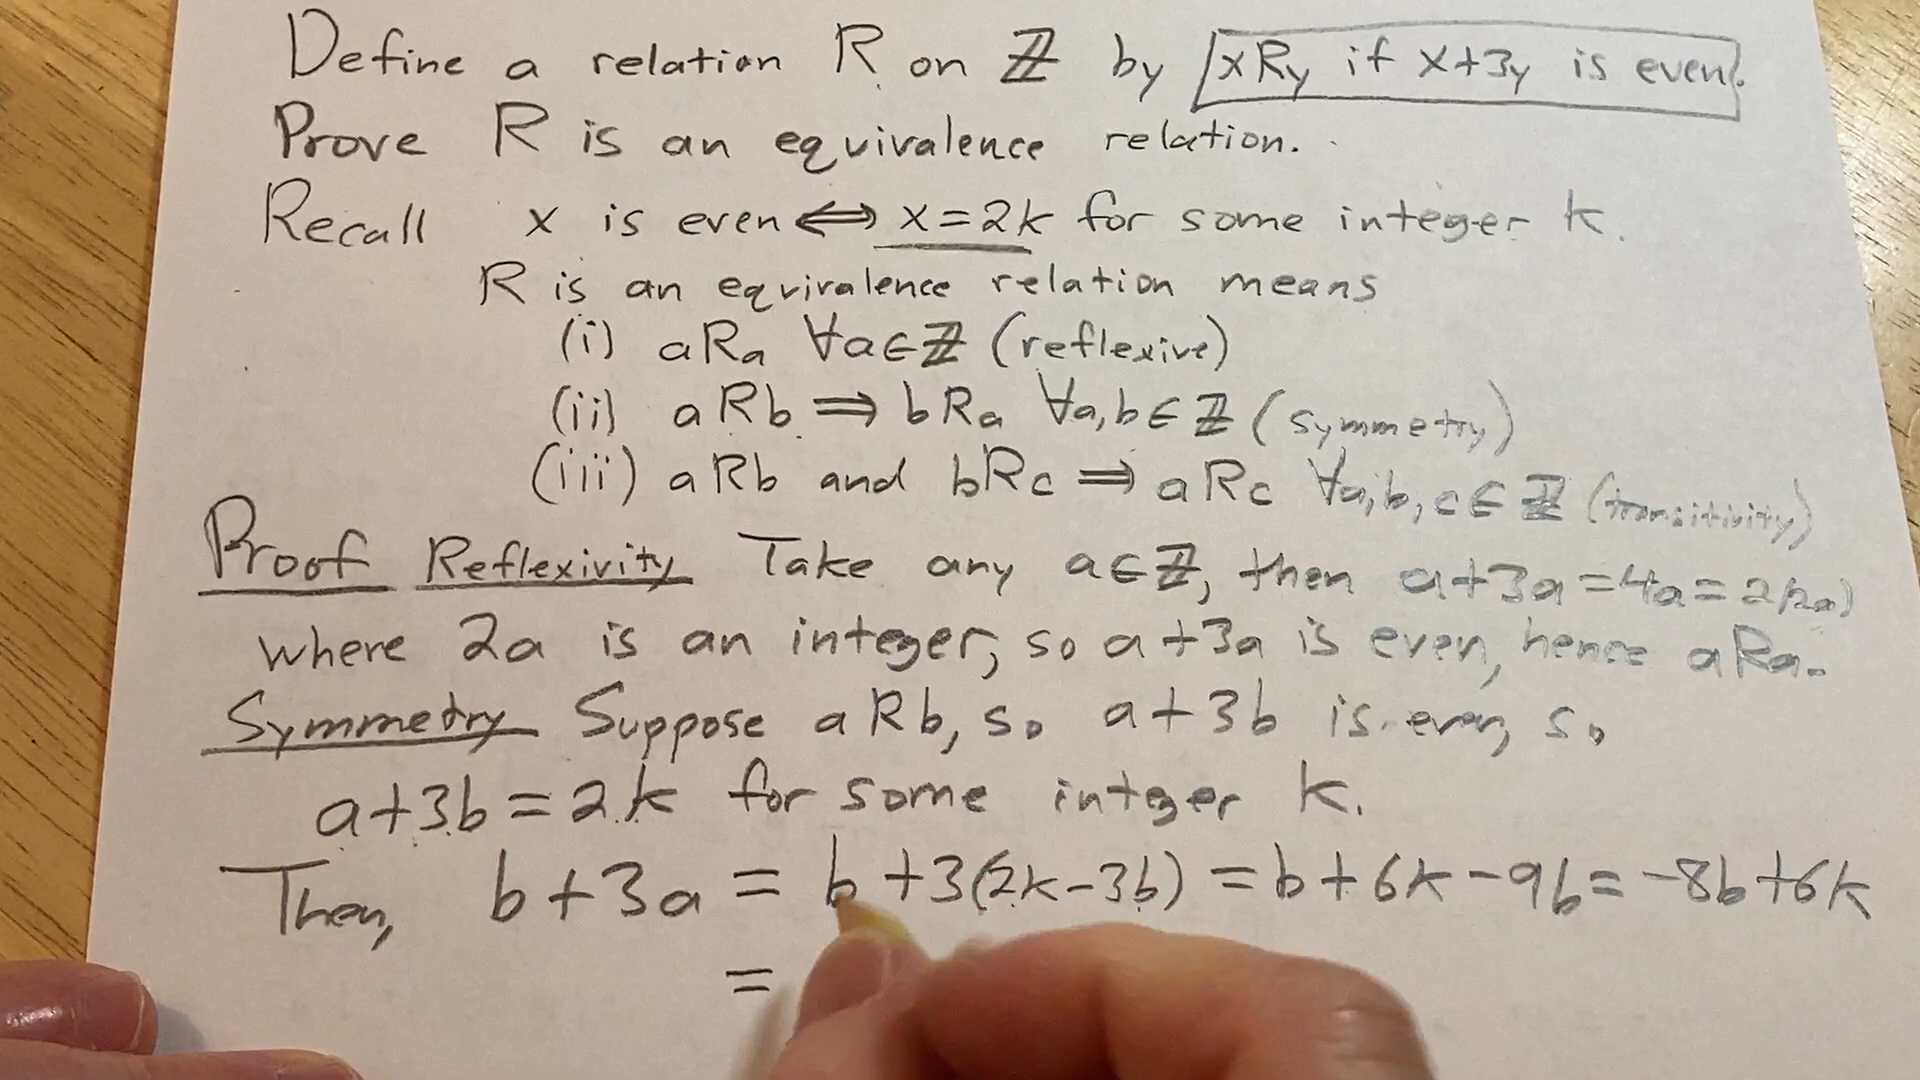 Define a relation R on ℤ by xRy if x+3y is even.
Prove R is an equivalence relation.
Recall x is even ⟺ x=2k for some integer k.
R is an equivalence relation means
(i) aRa ∀a∈ℤ (reflexive)
(ii) aRb ⟹ bRa ∀a,b∈ℤ (symmetry)
(iii) aRb and bRc ⟹ aRc ∀a,b,c∈ℤ (transitivity)
Proof Reflexivity Take any a∈ℤ, then a+3a=4a=2(2a)
where 2a is an integer, so a+3a is even, hence aRa.
Symmetry Suppose aRb, so a+3b is even, so
a+3b=2k for some integer k.
Then, b+3a = b+3(2k-3b) = b+6k-9b = -8b+6k
=